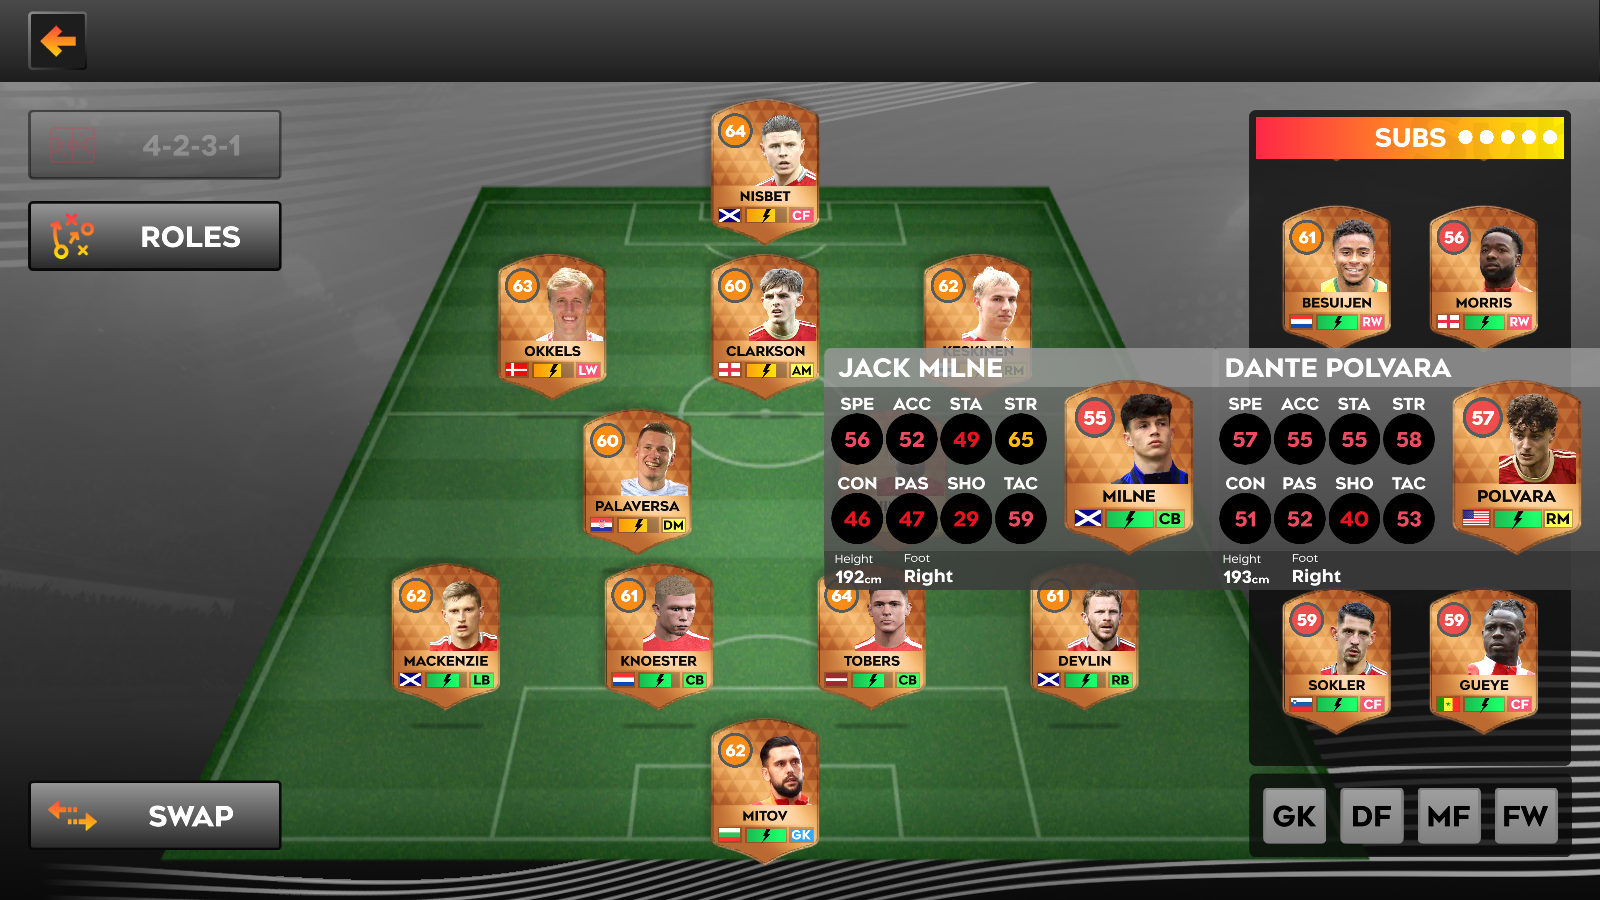 4-2-3-1
ROLES
SWAP
64
NISBET
CF
63
OKKELS
LW
60
CLARKSON
AM
62
KESKINEN
RM
60
PALAVERSA
DM
62
MACKENZIE
LB
61
KNOESTER
CB
64
TOBERS
CB
61
DEVLIN
RB
62
MITOV
GK
SUBS
61
BESUIJEN
RW
56
MORRIS
RW
JACK MILNE
SPE ACC STA STR
56 52 49 65
CON PAS SHO TAC
46 47 29 59
Height Foot
192cm Right
55
MILNE
CB
DANTE POLVARA
SPE ACC STA STR
57 55 55 58
CON PAS SHO TAC
51 52 40 53
Height Foot
193cm Right
57
POLVARA
RM
59
SOKLER
CF
59
GUEYE
CF
GK DF MF FW